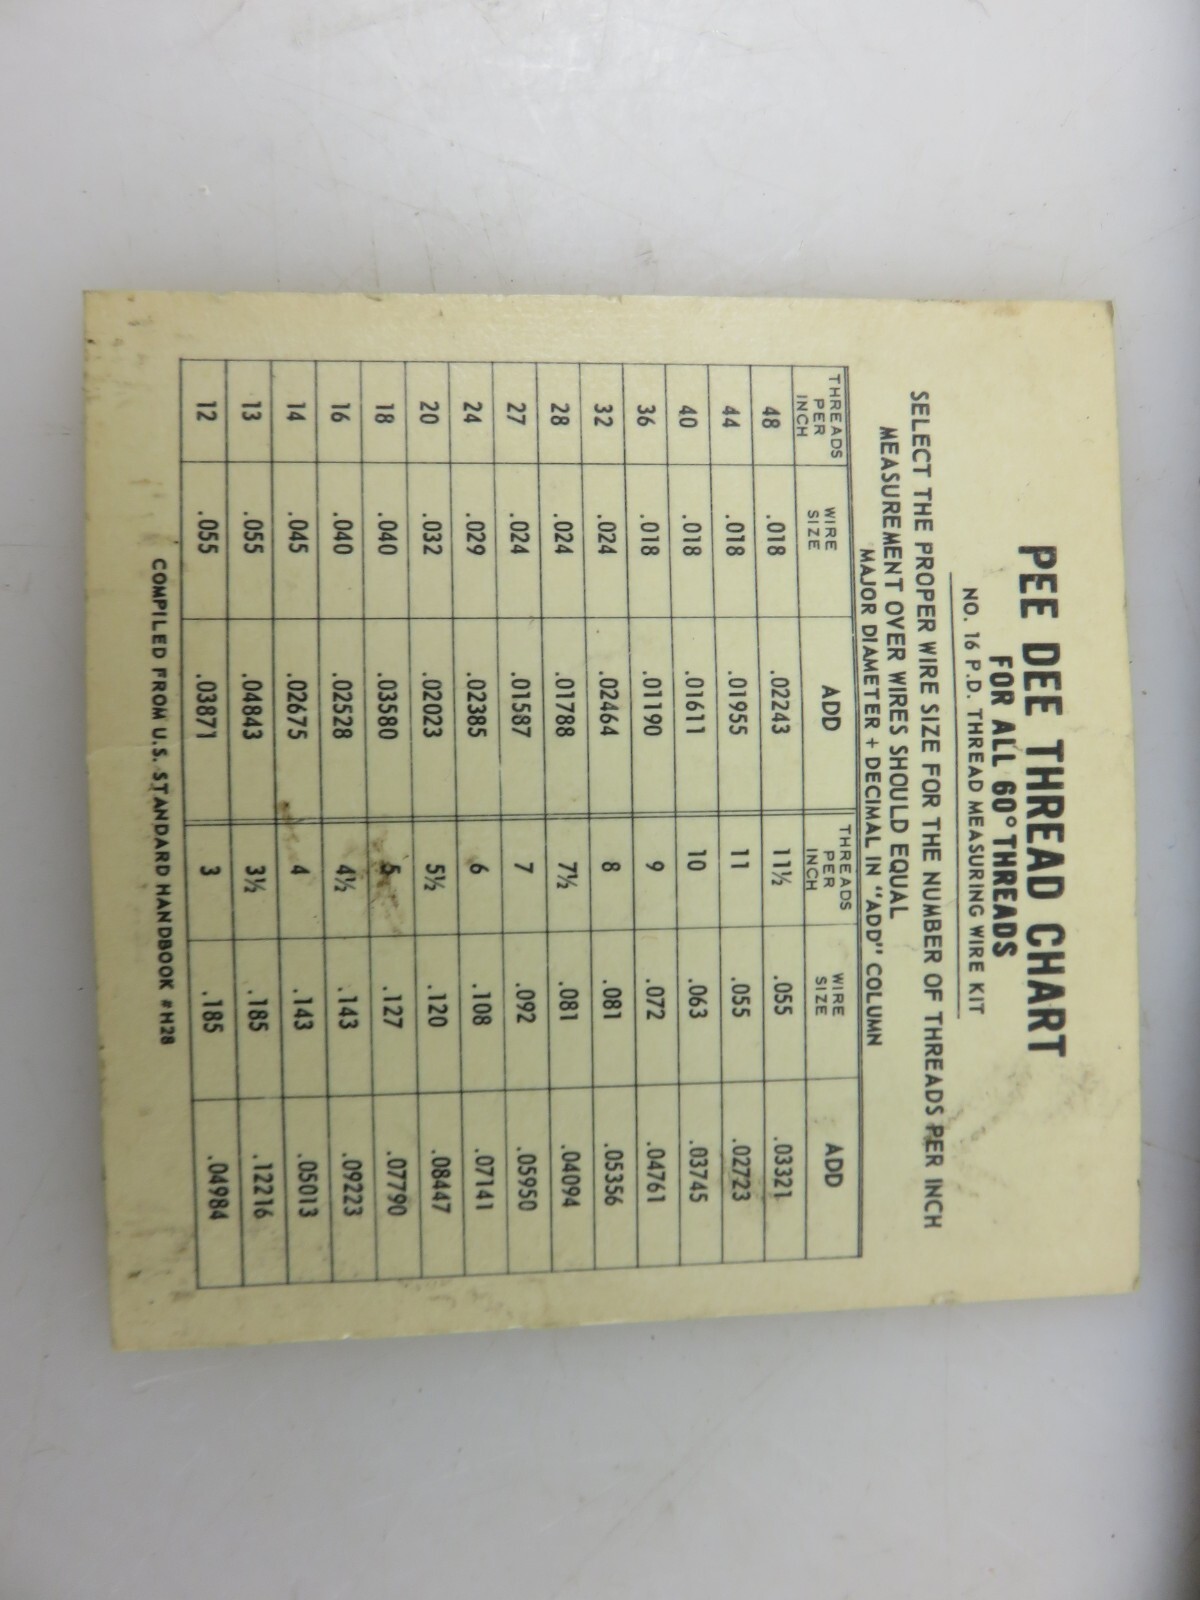 PEE DEE THREAD CHART
FOR ALL 60° THREADS
NO. 16 P.D. THREAD MEASURING WIRE KIT
SELECT THE PROPER WIRE SIZE FOR THE NUMBER OF THREADS PER INCH
MEASUREMENT OVER WIRES SHOULD EQUAL
MAJOR DIAMETER + DECIMAL IN "ADD" COLUMN
THREADS PER INCH WIRE SIZE ADD THREADS PER INCH WIRE SIZE ADD
48 .018 .02243 11½ .055 .03321
44 .018 .01955 11 .055 .02723
40 .018 .01611 10 .063 .03745
36 .018 .01190 9 .072 .04761
32 .024 .02464 8 .081 .05356
28 .024 .01788 7½ .081 .04094
27 .024 .01587 7 .092 .05950
24 .029 .02385 6 .108 .07141
20 .032 .02023 5½ .120 .08447
18 .040 .03580 5 .127 .07790
16 .040 .02528 4½ .143 .09223
14 .045 .02675 4 .143 .05013
13 .055 .04843 3½ .185 .12216
12 .055 .03871 3 .185 .04984
COMPILED FROM U.S. STANDARD HANDBOOK #H28